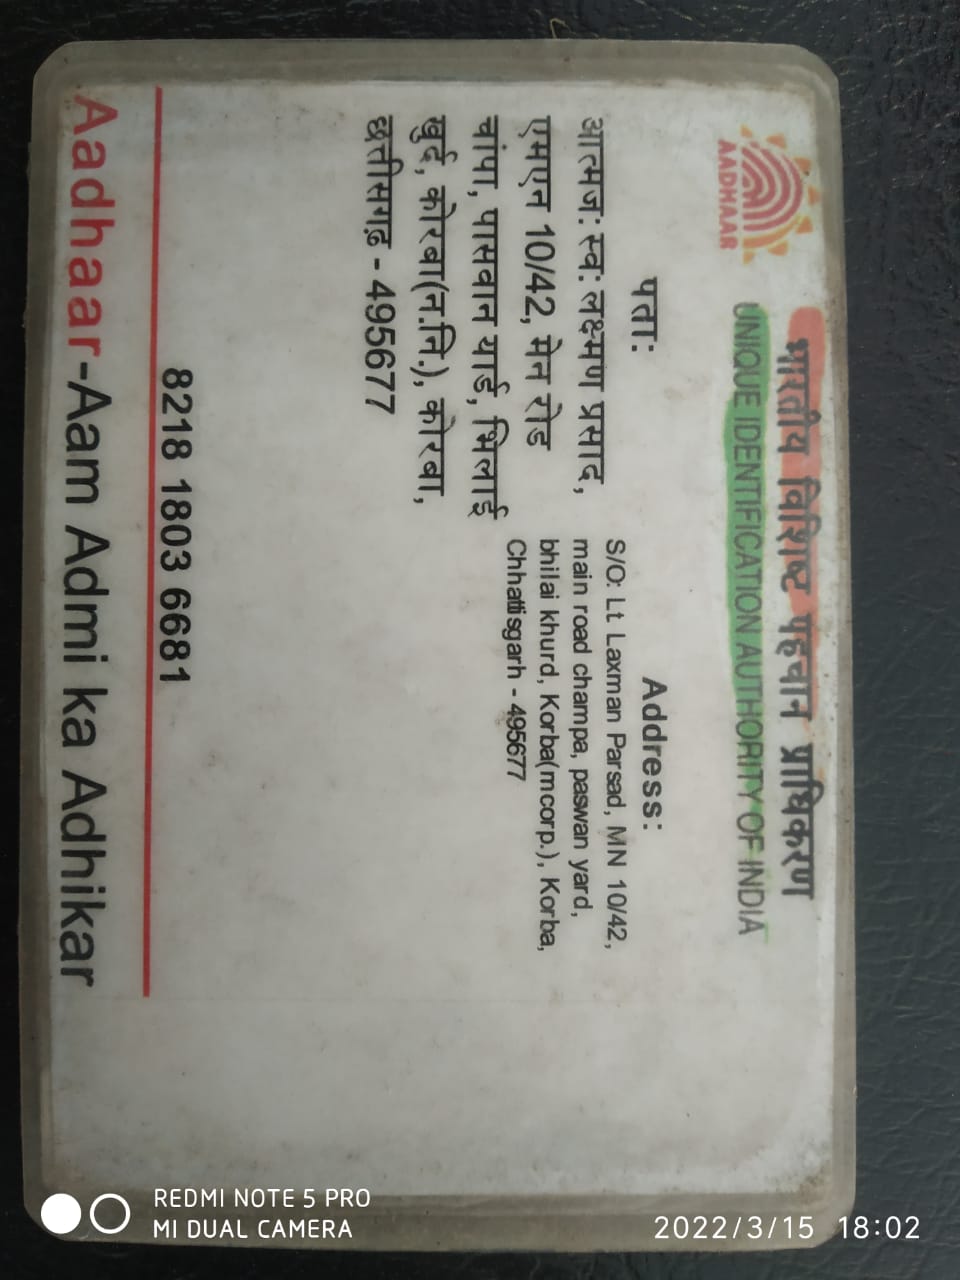 भारतीय विशिष्ट पहचान प्राधिकरण
UNIQUE IDENTIFICATION AUTHORITY OF INDIA
AADHAAR
पता:
आत्मज: स्व: लक्ष्मण प्रसाद,
एमएन 10/42, मेन रोड
चांपा, पासवान यार्ड, भिलाई
खुर्द, कोरबा(न.नि.), कोरबा,
छत्तीसगढ़ - 495677
Address:
S/O: Lt Laxman Parsad, MN 10/42,
main road champa, paswan yard,
bhilai khurd, Korba(mcorp.), Korba,
Chhattisgarh - 495677
8218 1803 6681
Aadhaar-Aam Admi ka Adhikar
REDMI NOTE 5 PRO
MI DUAL CAMERA
2022/3/15 18:02